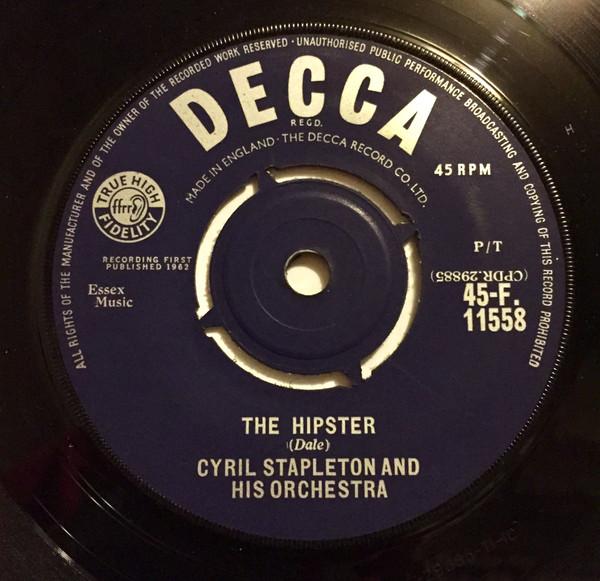 ALL RIGHTS OF THE MANUFACTURER AND OF THE OWNER OF THE RECORDED WORK RESERVED · UNAUTHORISED PUBLIC PERFORMANCE BROADCASTING AND COPYING OF THIS RECORD PROHIBITED
DECCA
REGD.
MADE IN ENGLAND · THE DECCA RECORD CO. LTD.
45 RPM
TRUE HIGH
ffrr
FIDELITY
P/T
RECORDING FIRST
PUBLISHED 1962
(CPDR.29885)
Essex
Music
45-F.
11558
THE HIPSTER
(Dale)
CYRIL STAPLETON AND
HIS ORCHESTRA